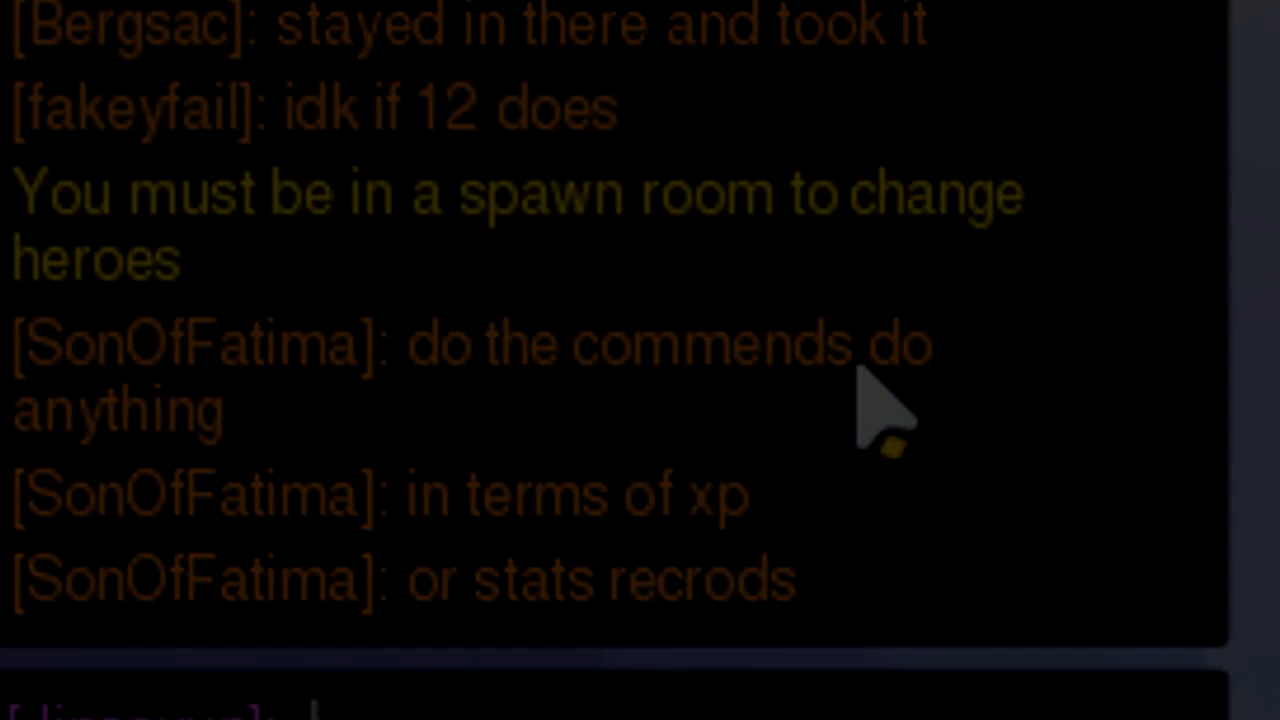 [Bergsac]: stayed in there and took it
[fakeyfail]: idk if 12 does
You must be in a spawn room to change
heroes
[SonOfFatima]: do the commends do
anything
[SonOfFatima]: in terms of xp
[SonOfFatima]: or stats recrods